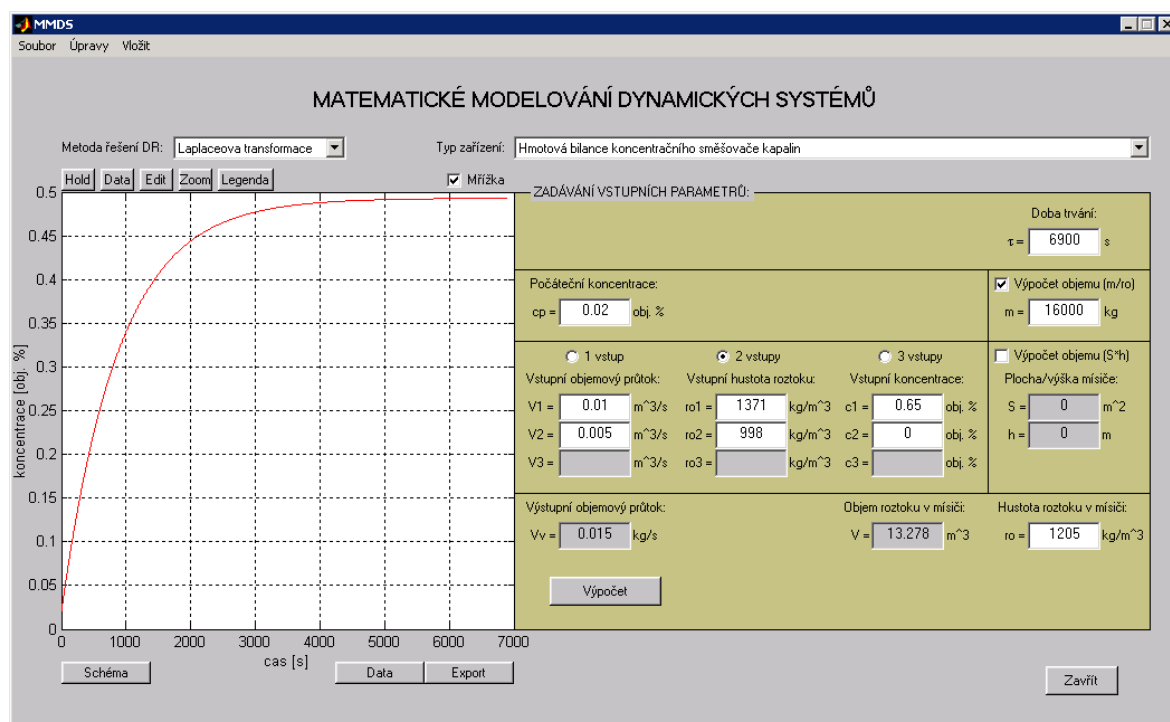 MMDS
Soubor Úpravy Vložit
MATEMATICKÉ MODELOVÁNÍ DYNAMICKÝCH SYSTÉMŮ
Metoda řešení DR: Laplaceova transformace Typ zařízení: Hmotová bilance koncentračního směšovače kapalin
Hold Data Edit Zoom Legenda Mřížka
ZADÁVÁNÍ VSTUPNÍCH PARAMETRŮ:
Doba trvání:
τ = 6900 s
Počáteční koncentrace: Výpočet objemu (m/ro)
cp = 0.02 obj. % m = 16000 kg
1 vstup 2 vstupy 3 vstupy Výpočet objemu (S*h)
Vstupní objemový průtok: Vstupní hustota roztoku: Vstupní koncentrace: Plocha/výška mísiče:
V1 = 0.01 m^3/s ro1 = 1371 kg/m^3 c1 = 0.65 obj. % S = 0 m^2
V2 = 0.005 m^3/s ro2 = 998 kg/m^3 c2 = 0 obj. % h = 0 m
V3 = m^3/s ro3 = kg/m^3 c3 = obj. %
Výstupní objemový průtok: Objem roztoku v mísiči: Hustota roztoku v mísiči:
Vv = 0.015 kg/s V = 13.278 m^3 ro = 1205 kg/m^3
Výpočet
koncentrace [obj. %]
0.5
0.45
0.4
0.35
0.3
0.25
0.2
0.15
0.1
0.05
0
0 1000 2000 3000 4000 5000 6000 7000
cas [s]
Schéma Data Export Zavřít